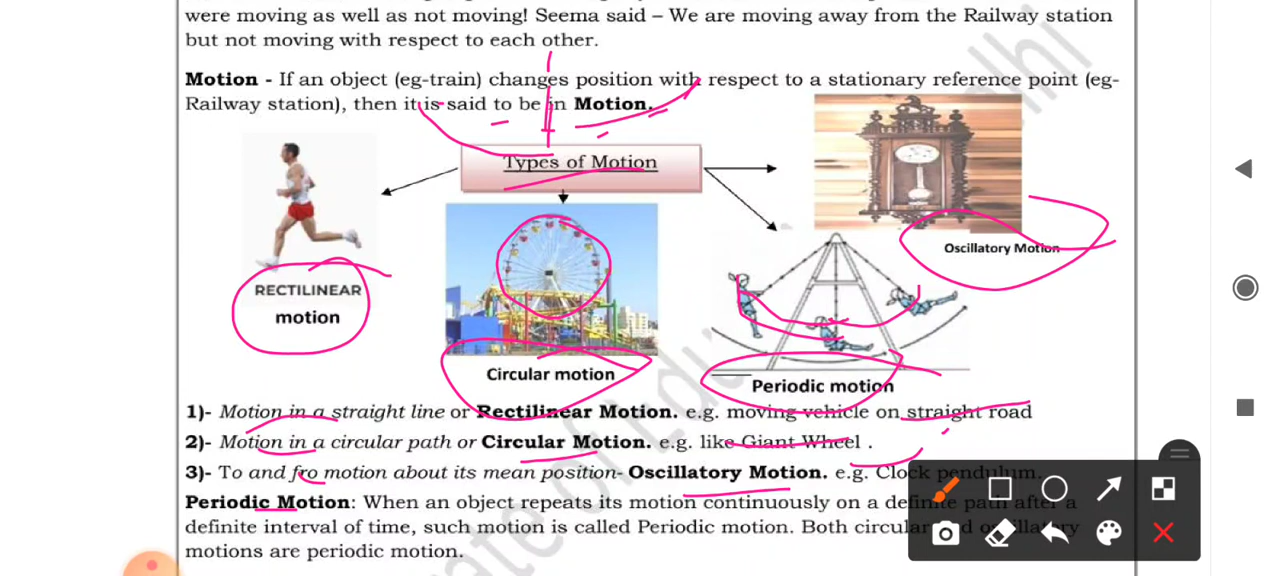 were moving as well as not moving! Seema said – We are moving away from the Railway station
but not moving with respect to each other.
Motion - If an object (eg-train) changes position with respect to a stationary reference point (eg-
Railway station), then it is said to be in Motion.
Types of Motion
Oscillatory Motion
RECTILINEAR
motion
Circular motion
Periodic motion
1)- Motion in a straight line or Rectilinear Motion. e.g. moving vehicle on straight road
2)- Motion in a circular path or Circular Motion. e.g. like Giant Wheel .
3)- To and fro motion about its mean position- Oscillatory Motion. e.g. Clock pendulum.
Periodic Motion: When an object repeats its motion continuously on a definite path after a
definite interval of time, such motion is called Periodic motion. Both circular and oscillatory
motions are periodic motion.